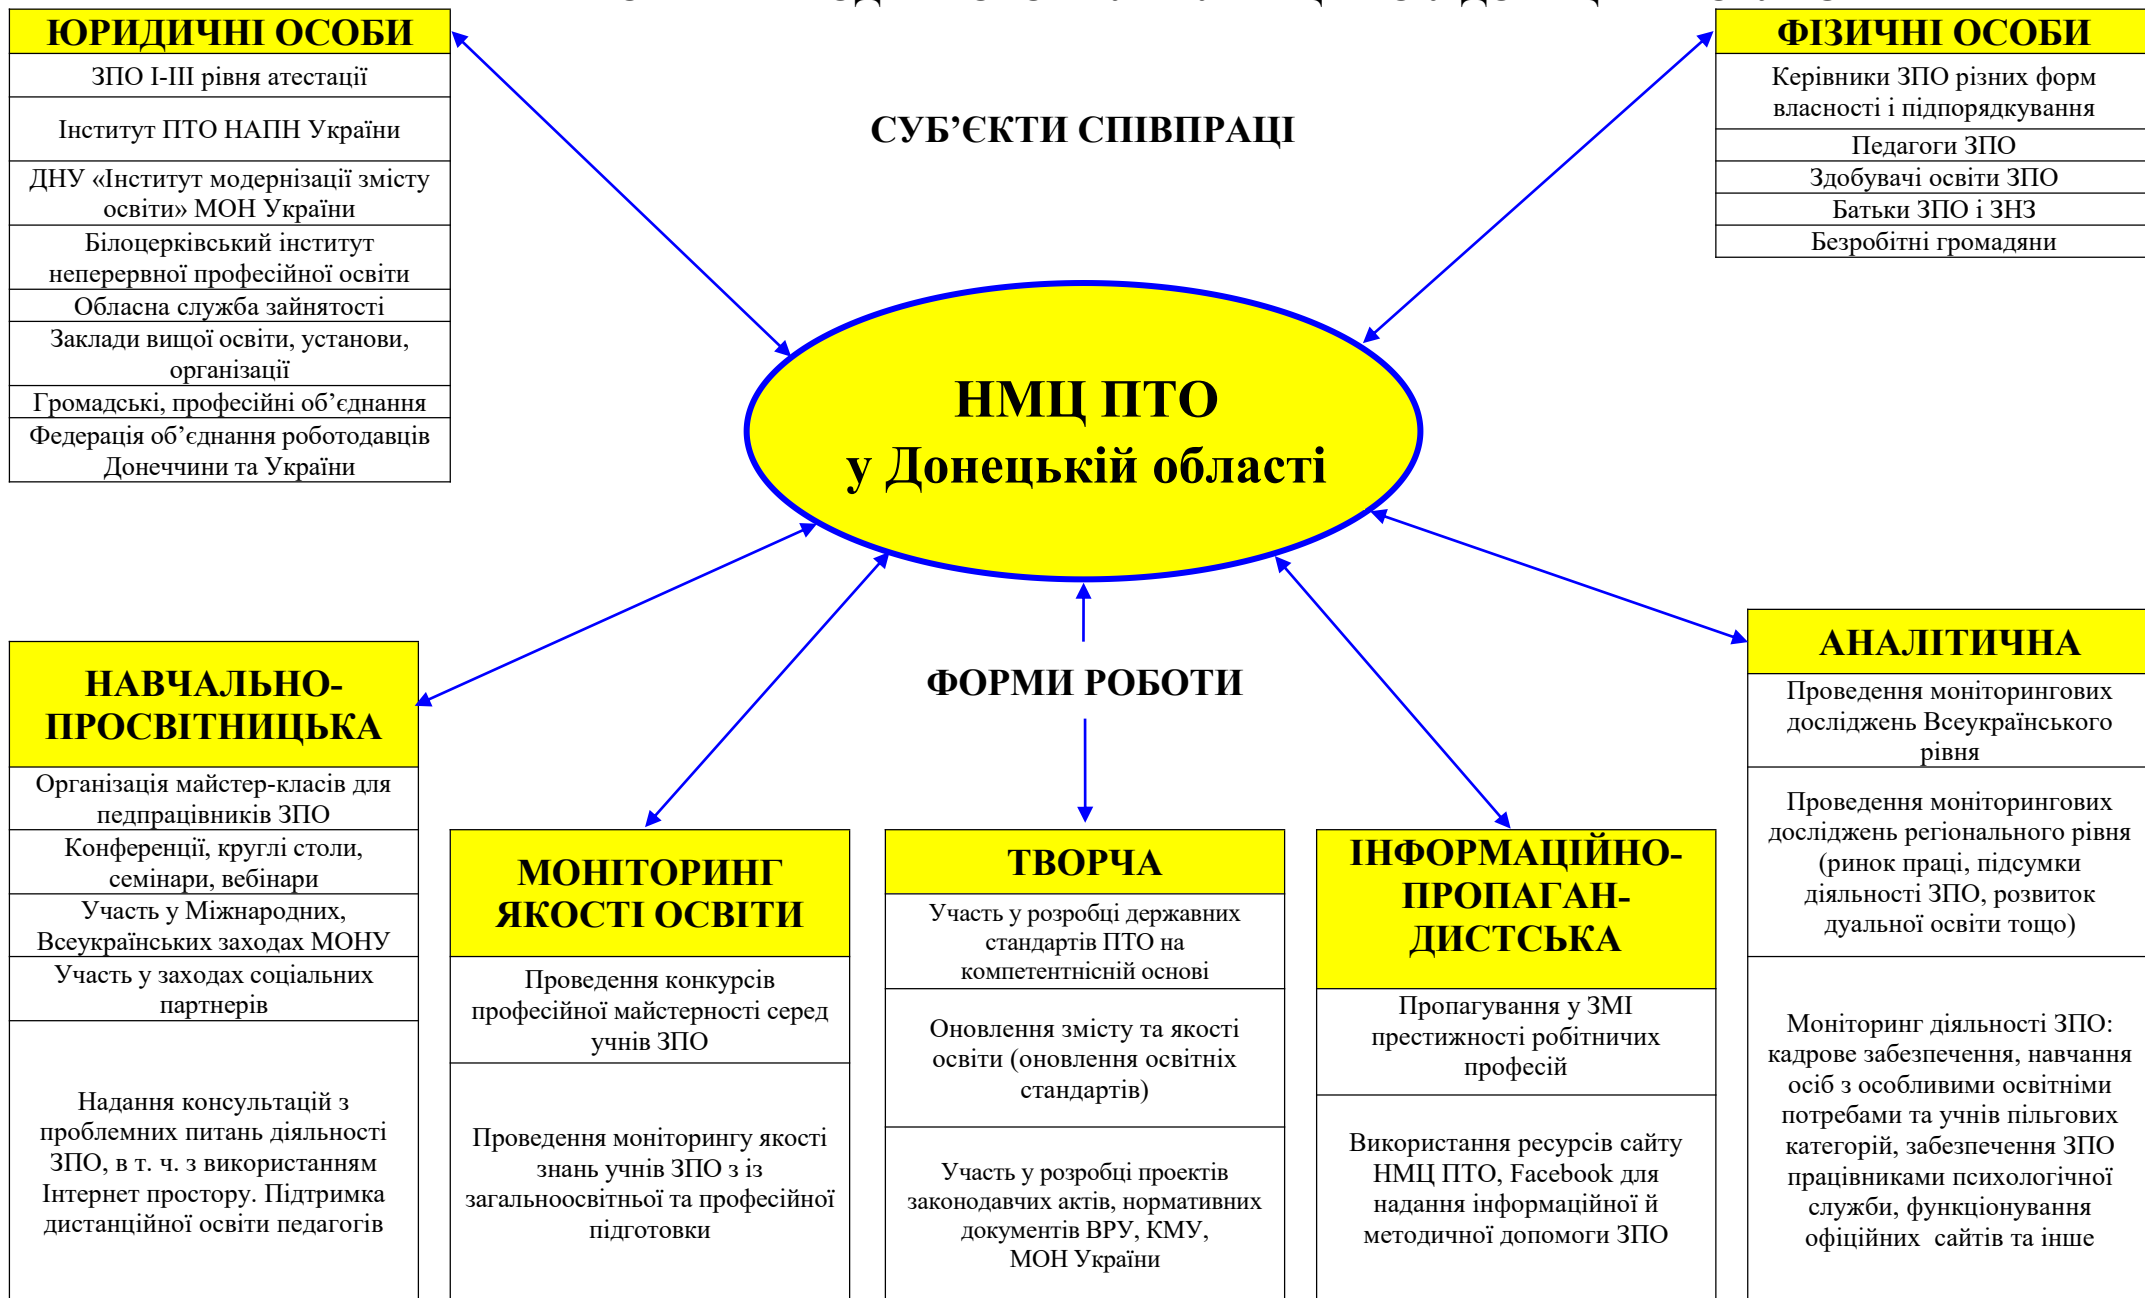 ЮРИДИЧНІ ОСОБИ
ЗПО І-ІІІ рівня атестації
Інститут ПТО НАПН України
ДНУ «Інститут модернізації змісту
освіти» МОН України
Білоцерківський інститут
неперервної професійної освіти
Обласна служба зайнятості
Заклади вищої освіти, установи,
організації
Громадські, професійні об’єднання
Федерація об’єднання роботодавців
Донеччини та України
СУБ’ЄКТИ СПІВПРАЦІ
ФІЗИЧНІ ОСОБИ
Керівники ЗПО різних форм
власності і підпорядкування
Педагоги ЗПО
Здобувачі освіти ЗПО
Батьки ЗПО і ЗНЗ
Безробітні громадяни
НМЦ ПТО
у Донецькій області
ФОРМИ РОБОТИ
НАВЧАЛЬНО-
ПРОСВІТНИЦЬКА
Організація майстер-класів для
педпрацівників ЗПО
Конференції, круглі столи,
семінари, вебінари
Участь у Міжнародних,
Всеукраїнських заходах МОНУ
Участь у заходах соціальних
партнерів
Надання консультацій з
проблемних питань діяльності
ЗПО, в т. ч. з використанням
Інтернет простору. Підтримка
дистанційної освіти педагогів
МОНІТОРИНГ
ЯКОСТІ ОСВІТИ
Проведення конкурсів
професійної майстерності серед
учнів ЗПО
Проведення моніторингу якості
знань учнів ЗПО з із
загальноосвітньої та професійної
підготовки
ТВОРЧА
Участь у розробці державних
стандартів ПТО на
компетентнісній основі
Оновлення змісту та якості
освіти (оновлення освітніх
стандартів)
Участь у розробці проектів
законодавчих актів, нормативних
документів ВРУ, КМУ,
МОН України
ІНФОРМАЦІЙНО-
ПРОПАГАН-
ДИСТСЬКА
Пропагування у ЗМІ
престижності робітничих
професій
Використання ресурсів сайту
НМЦ ПТО, Facebook для
надання інформаційної й
методичної допомоги ЗПО
АНАЛІТИЧНА
Проведення моніторингових
досліджень Всеукраїнського
рівня
Проведення моніторингових
досліджень регіонального рівня
(ринок праці, підсумки
діяльності ЗПО, розвиток
дуальної освіти тощо)
Моніторинг діяльності ЗПО:
кадрове забезпечення, навчання
осіб з особливими освітніми
потребами та учнів пільгових
категорій, забезпечення ЗПО
працівниками психологічної
служби, функціонування
офіційних сайтів та інше